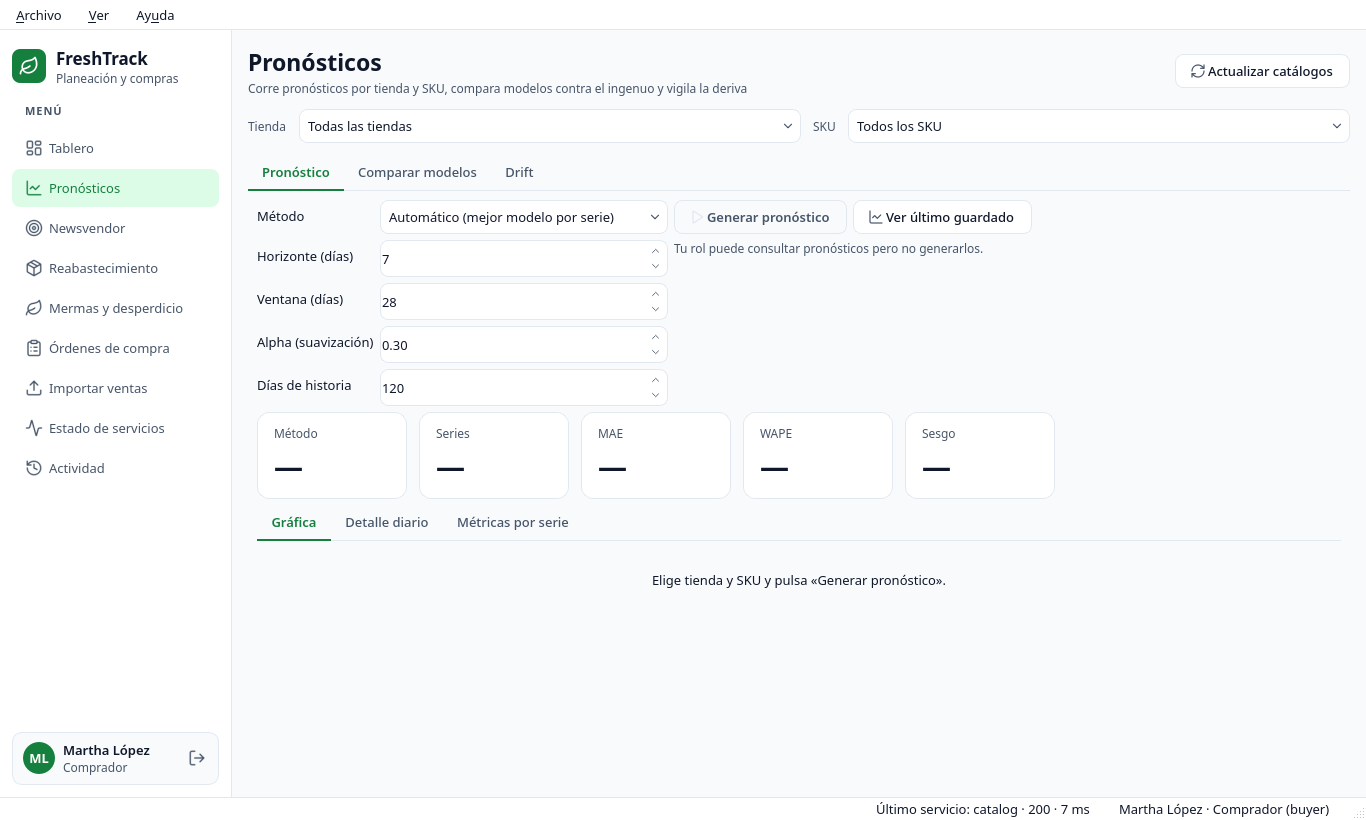 Archivo Ver Ayuda
FreshTrack
Planeación y compras
MENÚ
Tablero
Pronósticos
Newsvendor
Reabastecimiento
Mermas y desperdicio
Órdenes de compra
Importar ventas
Estado de servicios
Actividad
ML
Martha López
Comprador
Pronósticos
Corre pronósticos por tienda y SKU, compara modelos contra el ingenuo y vigila la deriva
Actualizar catálogos
Tienda Todas las tiendas SKU Todos los SKU
Pronóstico Comparar modelos Drift
Método Automático (mejor modelo por serie) Generar pronóstico Ver último guardado
Tu rol puede consultar pronósticos pero no generarlos.
Horizonte (días) 7
Ventana (días) 28
Alpha (suavización) 0.30
Días de historia 120
Método Series MAE WAPE Sesgo
— — — — —
Gráfica Detalle diario Métricas por serie
Elige tienda y SKU y pulsa «Generar pronóstico».
Último servicio: catalog · 200 · 7 ms Martha López · Comprador (buyer)